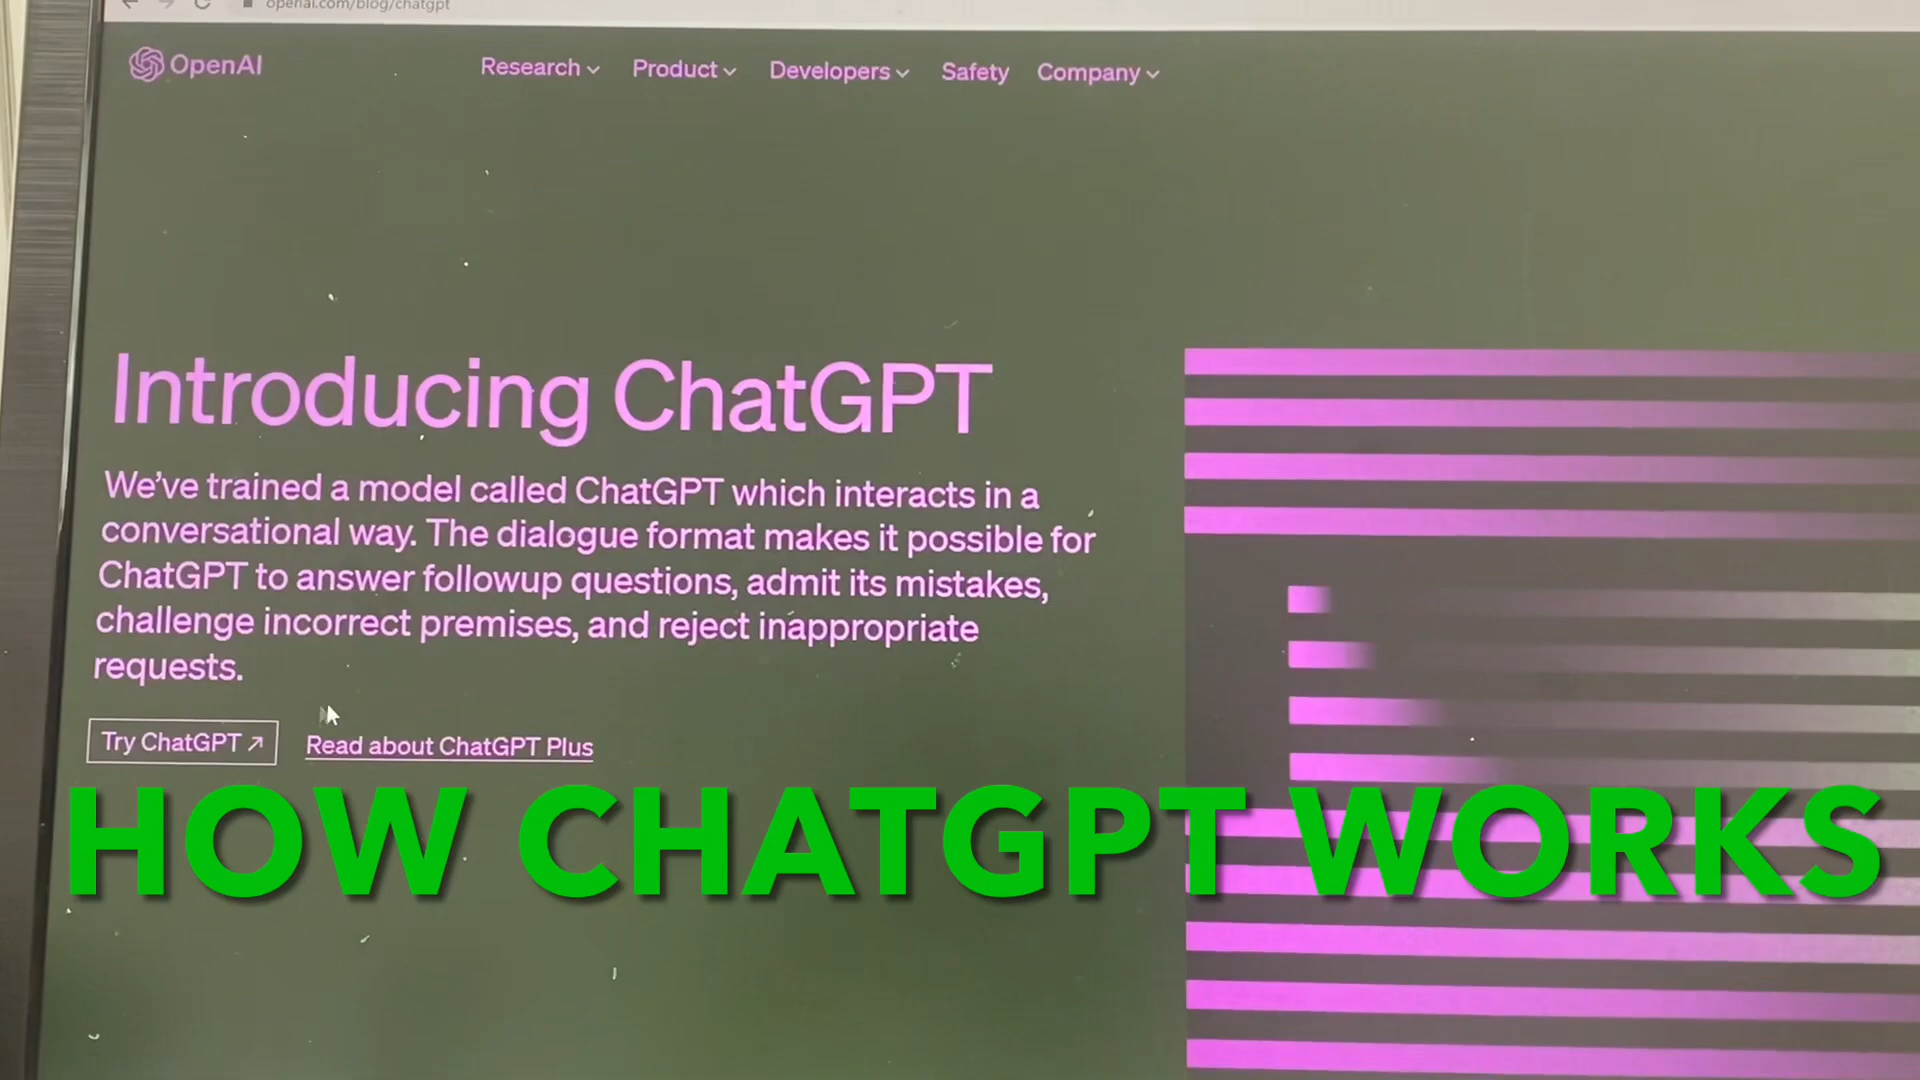 openai.com/blog/chatgpt
OpenAI
Research Product Developers Safety Company
Introducing ChatGPT
We've trained a model called ChatGPT which interacts in a
conversational way. The dialogue format makes it possible for
ChatGPT to answer followup questions, admit its mistakes,
challenge incorrect premises, and reject inappropriate
requests.
Try ChatGPT ↗
Read about ChatGPT Plus
HOW CHATGPT WORKS